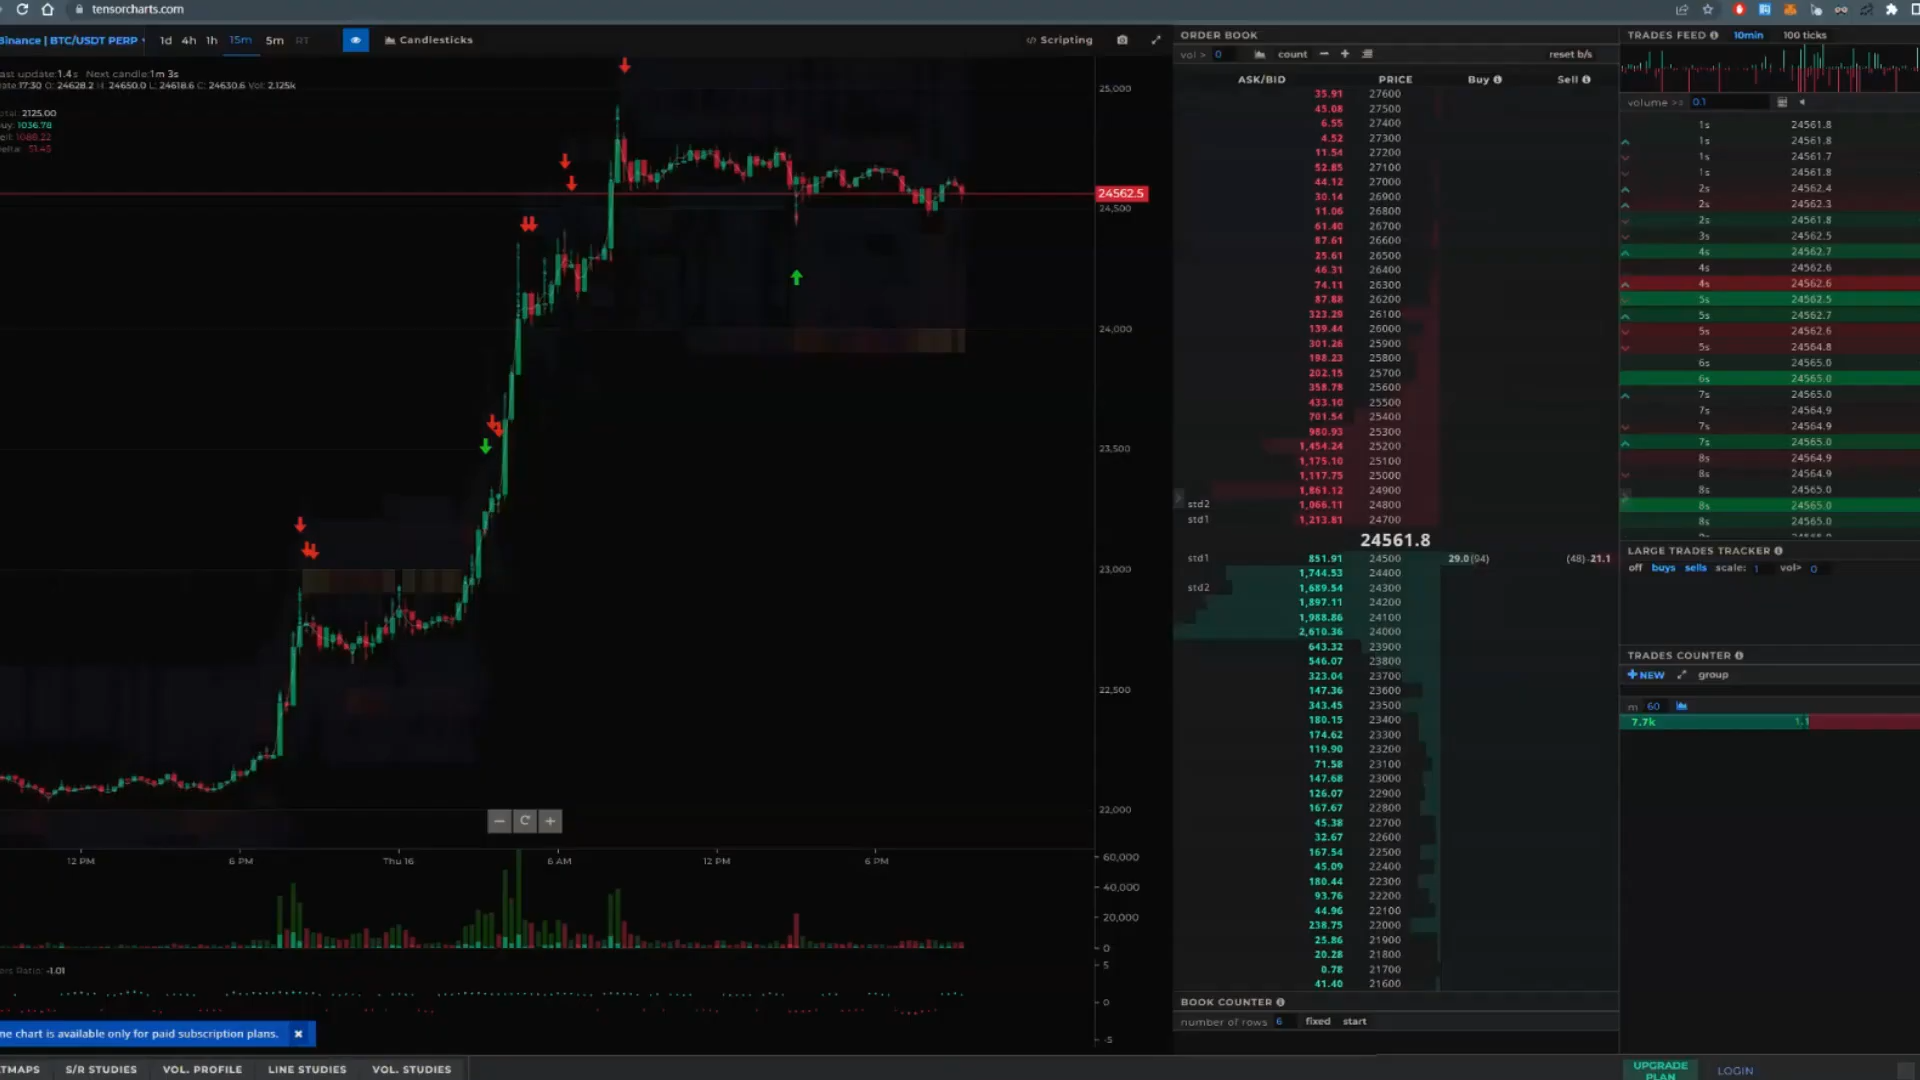 tensorcharts.com
Binance | BTC/USDT PERP 1d 4h 1h 15m 5m RT Candlesticks
Scripting
update:1.4s Next candle:1m 3s
17:30 O: 24628.2 H: 24650.0 L: 24618.6 C: 24630.6 Vol: 2.125k
2125.00
1036.78
1088.22
51.45
25,000
24562.5
24,500
24,000
23,500
23,000
22,500
22,000
12 PM 6 PM Thu 16 6 AM 12 PM 6 PM
60,000
40,000
20,000
0
5
Ratio: -1.01
0
-5
chart is available only for paid subscription plans.
S/R STUDIES VOL. PROFILE LINE STUDIES VOL. STUDIES
ORDER BOOK
vol > 0 count reset b/s
ASK/BID PRICE Buy Sell
35.91 27600
45.08 27500
6.55 27400
4.52 27300
11.54 27200
52.85 27100
44.12 27000
30.14 26900
11.06 26800
61.40 26700
87.61 26600
25.61 26500
46.31 26400
74.11 26300
87.88 26200
323.29 26100
139.44 26000
301.26 25900
198.23 25800
202.15 25700
358.78 25600
433.10 25500
701.54 25400
980.93 25300
1,454.24 25200
1,175.10 25100
1,117.75 25000
1,861.12 24900
std2 1,066.11 24800
std1 1,213.81 24700
24561.8
std1 851.91 24500 29.0(94) (48)-21.1
1,744.53 24400
std2 1,689.54 24300
1,897.11 24200
1,988.86 24100
2,610.36 24000
643.32 23900
546.07 23800
323.04 23700
147.36 23600
343.45 23500
180.15 23400
174.62 23300
119.90 23200
71.58 23100
147.68 23000
126.07 22900
167.67 22800
45.38 22700
32.67 22600
167.54 22500
45.09 22400
180.44 22300
93.76 22200
44.96 22100
238.75 22000
25.86 21900
20.28 21800
0.78 21700
41.40 21600
BOOK COUNTER
number of rows 6 fixed start
TRADES FEED 10min 100 ticks
volume >= 0.1
1s 24561.8
1s 24561.8
1s 24561.7
1s 24561.8
2s 24562.4
2s 24562.3
2s 24561.8
3s 24562.5
4s 24562.7
4s 24562.6
4s 24562.6
5s 24562.5
5s 24562.7
5s 24562.6
5s 24564.8
6s 24565.0
6s 24565.0
7s 24565.0
7s 24564.9
7s 24564.9
7s 24565.0
8s 24564.9
8s 24564.9
8s 24565.0
8s 24565.0
8s 24565.0
LARGE TRADES TRACKER
off buys sells scale: 1 vol> 0
TRADES COUNTER
+NEW group
m 60
7.7k 1.1
UPGRADE PLAN LOGIN